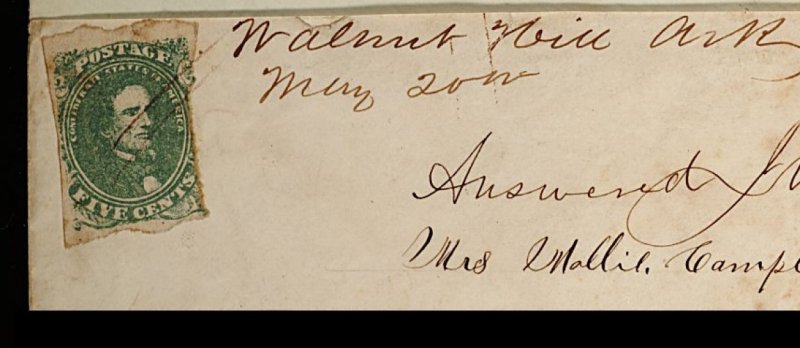 POSTAGE
CONFEDERATE STATES OF AMERICA
FIVE CENTS
Walnut Hill Ark
May 20th
Answered
Mrs Mollie. Camp